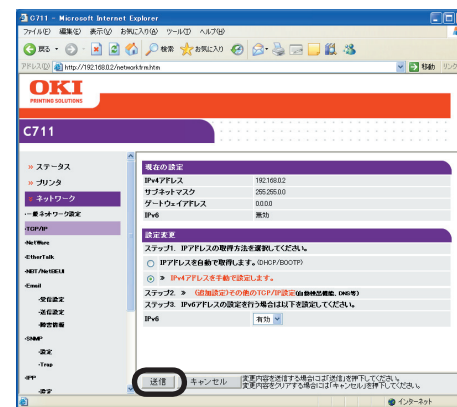 C711 - Microsoft Internet Explorer
ファイル(F) 編集(E) 表示(V) お気に入り(A) ツール(T) ヘルプ(H)
戻る 検索 お気に入り
アドレス(D) http://192.168.0.2/networkfrm.htm 移動 リンク
OKI
PRINTING SOLUTIONS
C711
» ステータス
» プリンタ
» ネットワーク
・一般ネットワーク設定
・TCP/IP
・NetWare
・EtherTalk
・NBT/NetBEUI
・Email
・受信設定
・送信設定
・障害情報
・SNMP
・設定
・Trap
・IPP
・設定
現在の設定
IPv4アドレス 192.168.0.2
サブネットマスク 255.255.0.0
ゲートウェイアドレス 0.0.0.0
IPv6 無効
設定変更
ステップ1. IPアドレスの取得方法を選択してください。
IPアドレスを自動で取得します。(DHCP/BOOTP)
» IPv4アドレスを手動で設定します。
ステップ2. » (追加設定)その他のTCP/IP設定(自動検出機能、DNS等)
ステップ3. IPv6アドレスの設定を行う場合は以下を設定してください。
IPv6 有効
送信 キャンセル 変更内容を送信する場合には「送信」を押下してください。
変更内容をクリアする場合は「キャンセル」を押下してください。
インターネット